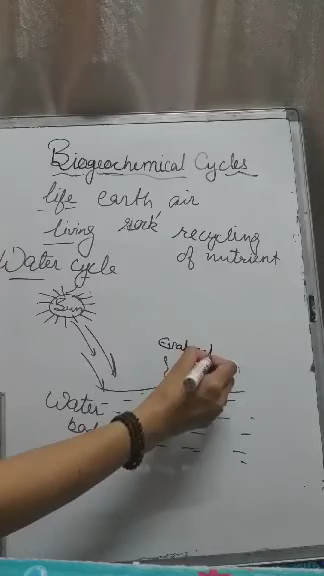 Biogeochemical Cycles
life earth air
living rock recycling
of nutrient
Water cycle
Sun
Water